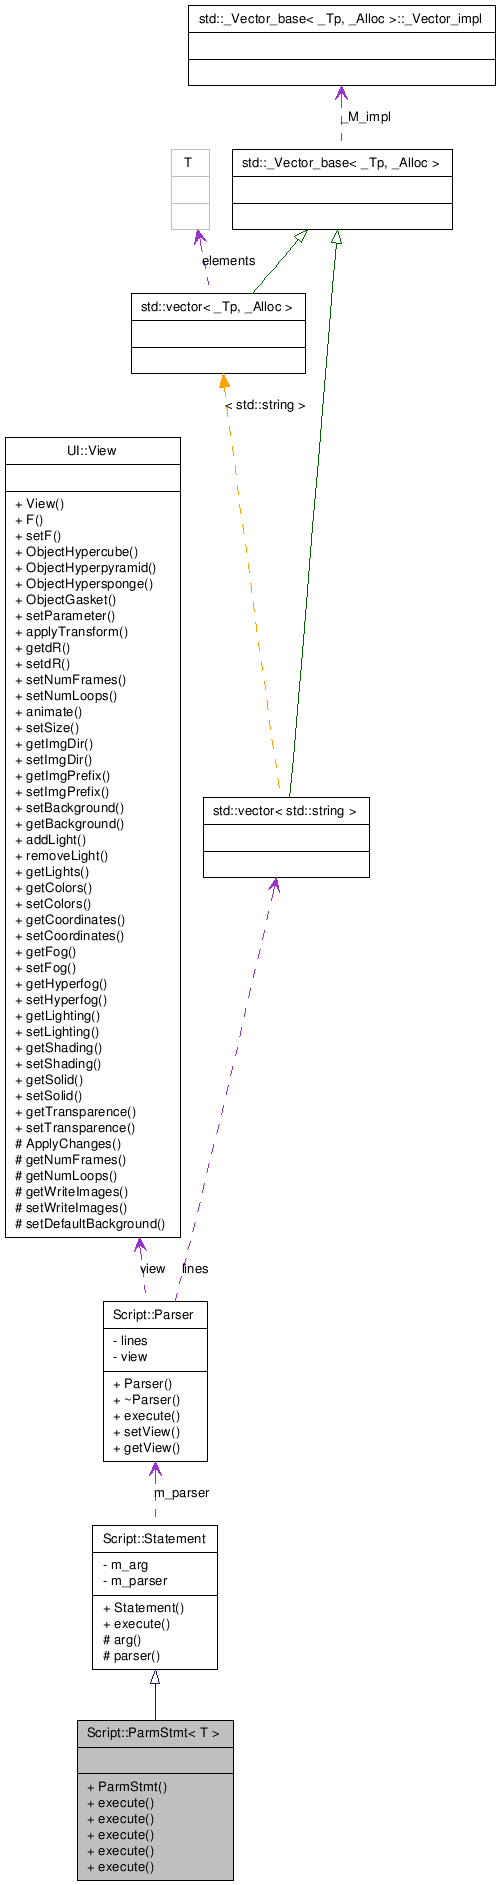 std::_Vector_base< _Tp, _Alloc >::_Vector_impl
_M_impl
T
std::_Vector_base< _Tp, _Alloc >
elements
std::vector< _Tp, _Alloc >
< std::string >
UI::View
+ View()
+ F()
+ setF()
+ ObjectHypercube()
+ ObjectHyperpyramid()
+ ObjectHypersponge()
+ ObjectGasket()
+ setParameter()
+ applyTransform()
+ getdR()
+ setdR()
+ setNumFrames()
+ setNumLoops()
+ animate()
+ setSize()
+ getImgDir()
+ setImgDir()
+ getImgPrefix()
+ setImgPrefix()
+ setBackground()
+ getBackground()
+ addLight()
+ removeLight()
+ getLights()
+ getColors()
+ setColors()
+ getCoordinates()
+ setCoordinates()
+ getFog()
+ setFog()
+ getHyperfog()
+ setHyperfog()
+ getLighting()
+ setLighting()
+ getShading()
+ setShading()
+ getSolid()
+ setSolid()
+ getTransparence()
+ setTransparence()
# ApplyChanges()
# getNumFrames()
# getNumLoops()
# getWriteImages()
# setWriteImages()
# setDefaultBackground()
std::vector< std::string >
view
lines
Script::Parser
- lines
- view
+ Parser()
+ ~Parser()
+ execute()
+ setView()
+ getView()
m_parser
Script::Statement
- m_arg
- m_parser
+ Statement()
+ execute()
# arg()
# parser()
Script::ParmStmt< T >
+ ParmStmt()
+ execute()
+ execute()
+ execute()
+ execute()
+ execute()